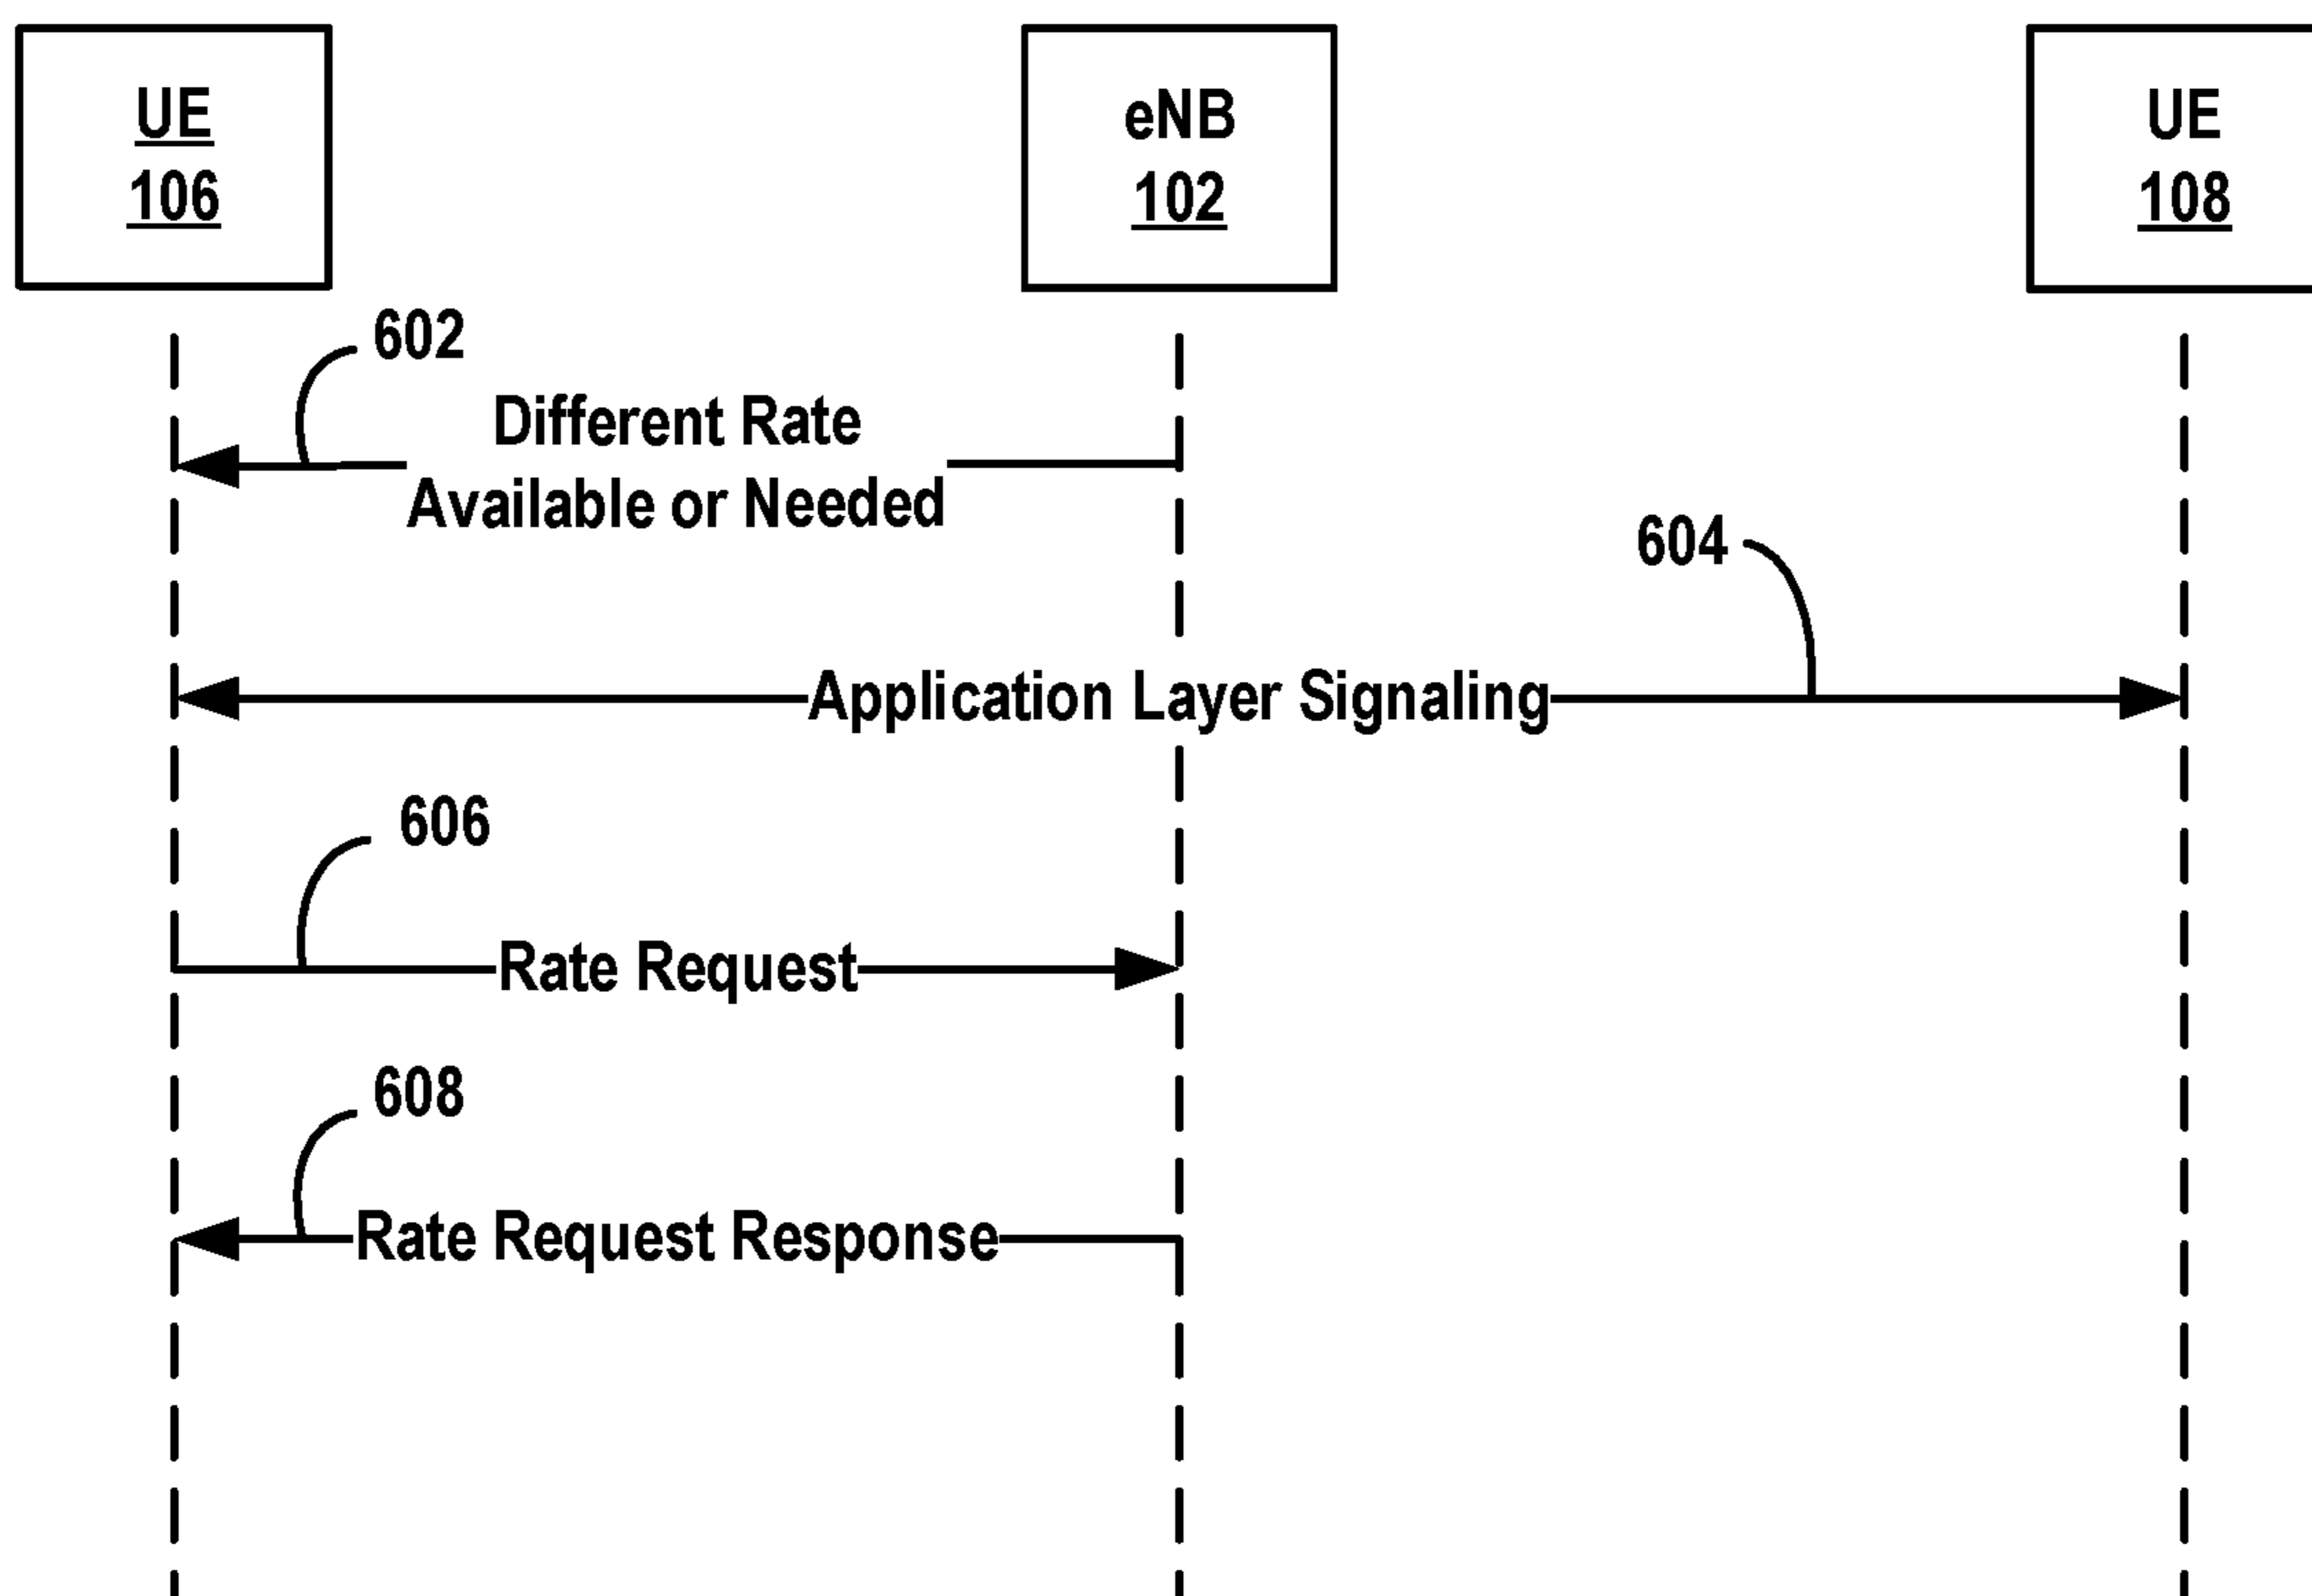 UE
106
eNB
102
UE
108
602
Different Rate
Available or Needed
604
Application Layer Signaling
606
Rate Request
608
Rate Request Response